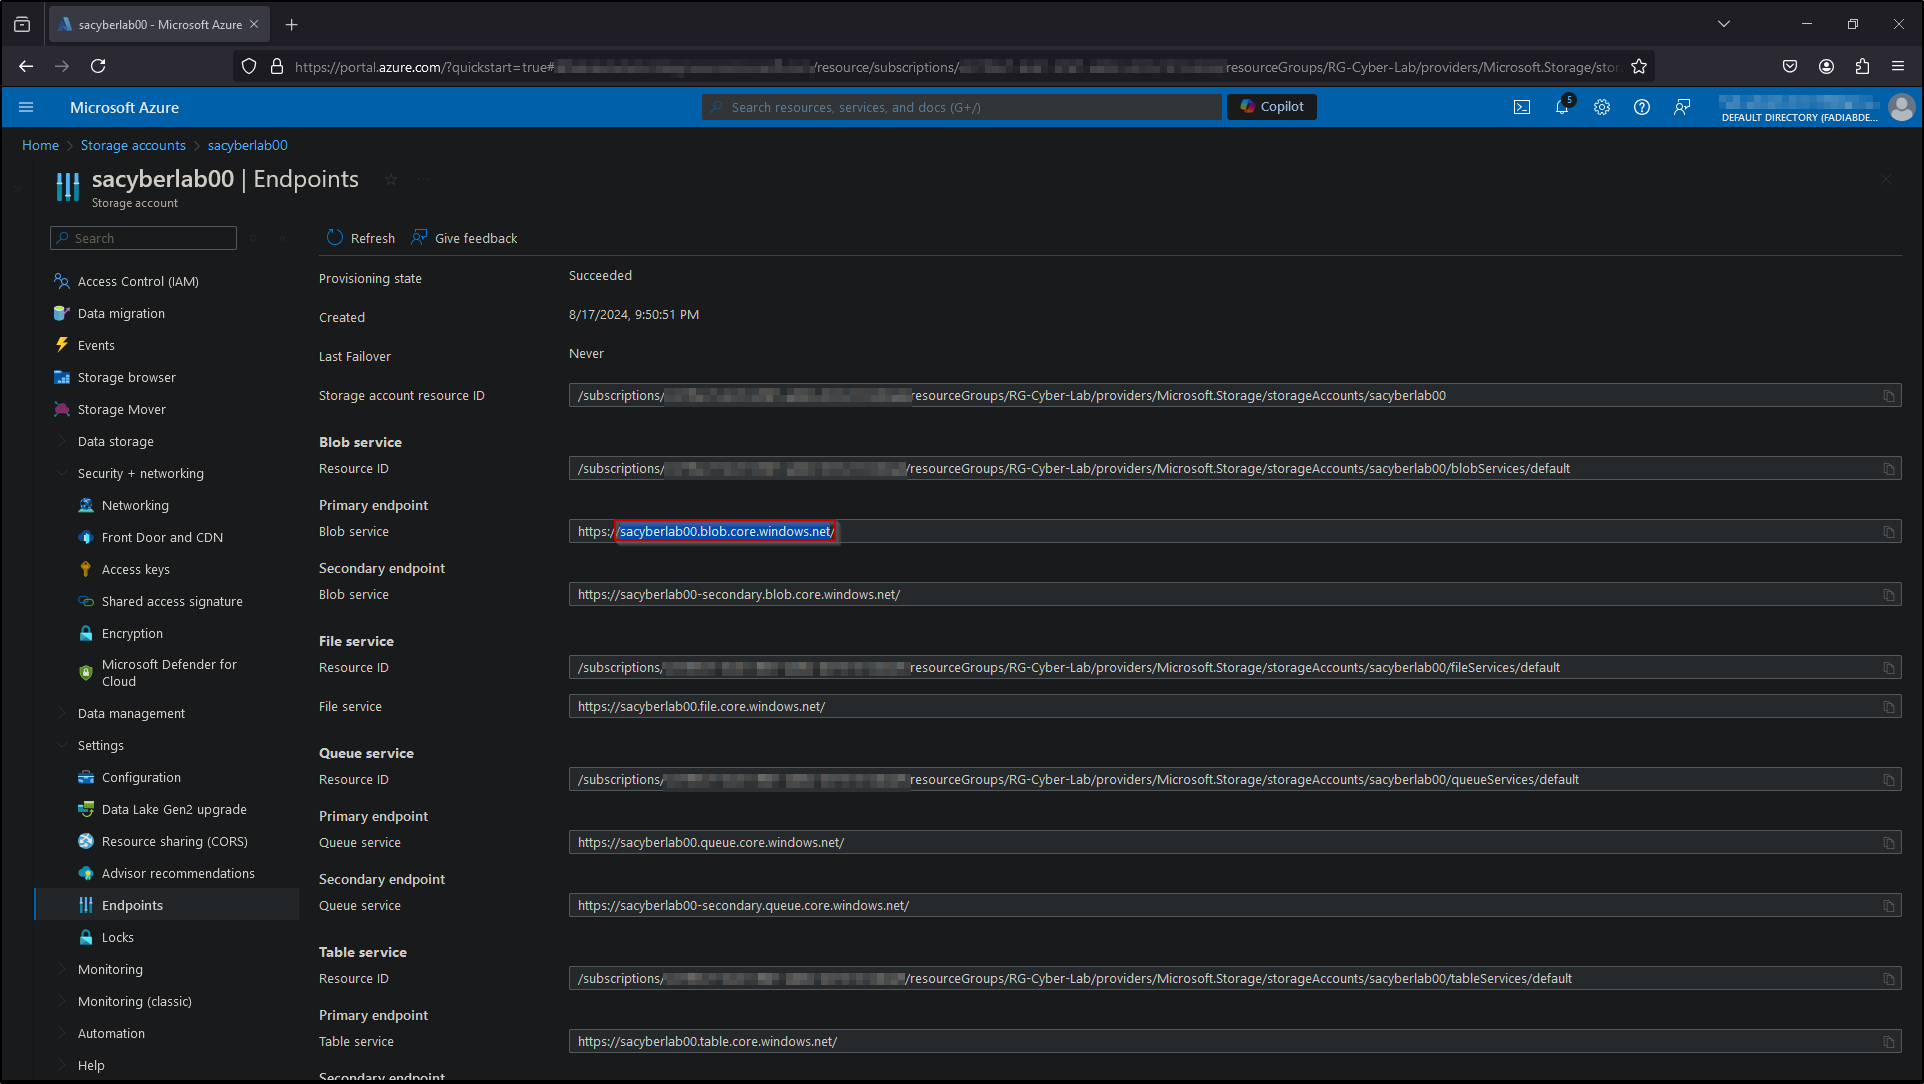 sacyberlab00 - Microsoft Azure
https://portal.azure.com/?quickstart=true# /resource/subscriptions/ resourceGroups/RG-Cyber-Lab/providers/Microsoft.Storage/stor
Microsoft Azure
Search resources, services, and docs (G+/)
Copilot
5
DEFAULT DIRECTORY (FADIABDE...
Home > Storage accounts > sacyberlab00
sacyberlab00 | Endpoints
Storage account
Search
Refresh
Give feedback
Access Control (IAM)
Data migration
Events
Storage browser
Storage Mover
Data storage
Security + networking
Networking
Front Door and CDN
Access keys
Shared access signature
Encryption
Microsoft Defender for
Cloud
Data management
Settings
Configuration
Data Lake Gen2 upgrade
Resource sharing (CORS)
Advisor recommendations
Endpoints
Locks
Monitoring
Monitoring (classic)
Automation
Help
Provisioning state Succeeded
Created 8/17/2024, 9:50:51 PM
Last Failover Never
Storage account resource ID /subscriptions/ resourceGroups/RG-Cyber-Lab/providers/Microsoft.Storage/storageAccounts/sacyberlab00
Blob service
Resource ID /subscriptions/ /resourceGroups/RG-Cyber-Lab/providers/Microsoft.Storage/storageAccounts/sacyberlab00/blobServices/default
Primary endpoint
Blob service https://sacyberlab00.blob.core.windows.net/
Secondary endpoint
Blob service https://sacyberlab00-secondary.blob.core.windows.net/
File service
Resource ID /subscriptions/ resourceGroups/RG-Cyber-Lab/providers/Microsoft.Storage/storageAccounts/sacyberlab00/fileServices/default
File service https://sacyberlab00.file.core.windows.net/
Queue service
Resource ID /subscriptions/ resourceGroups/RG-Cyber-Lab/providers/Microsoft.Storage/storageAccounts/sacyberlab00/queueServices/default
Primary endpoint
Queue service https://sacyberlab00.queue.core.windows.net/
Secondary endpoint
Queue service https://sacyberlab00-secondary.queue.core.windows.net/
Table service
Resource ID /subscriptions/ /resourceGroups/RG-Cyber-Lab/providers/Microsoft.Storage/storageAccounts/sacyberlab00/tableServices/default
Primary endpoint
Table service https://sacyberlab00.table.core.windows.net/
Secondary endpoint